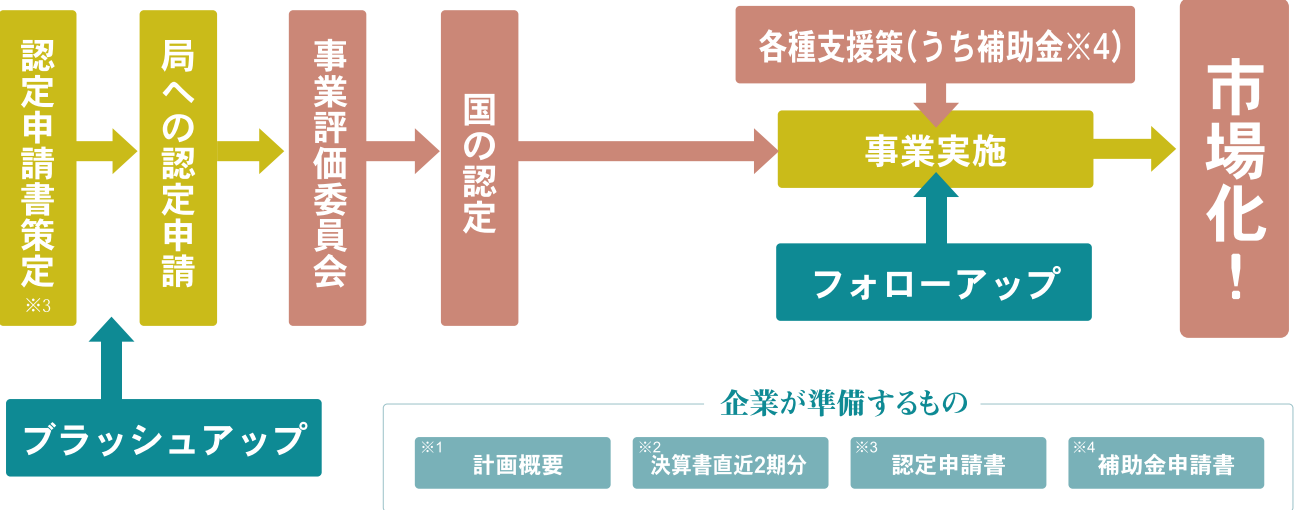 認定申請書策定
※3
局への認定申請
事業評価委員会
国の認定
各種支援策(うち補助金※4)
事業実施
フォローアップ
市場化！
ブラッシュアップ
企業が準備するもの
※1
計画概要
※2
決算書直近2期分
※3
認定申請書
※4
補助金申請書